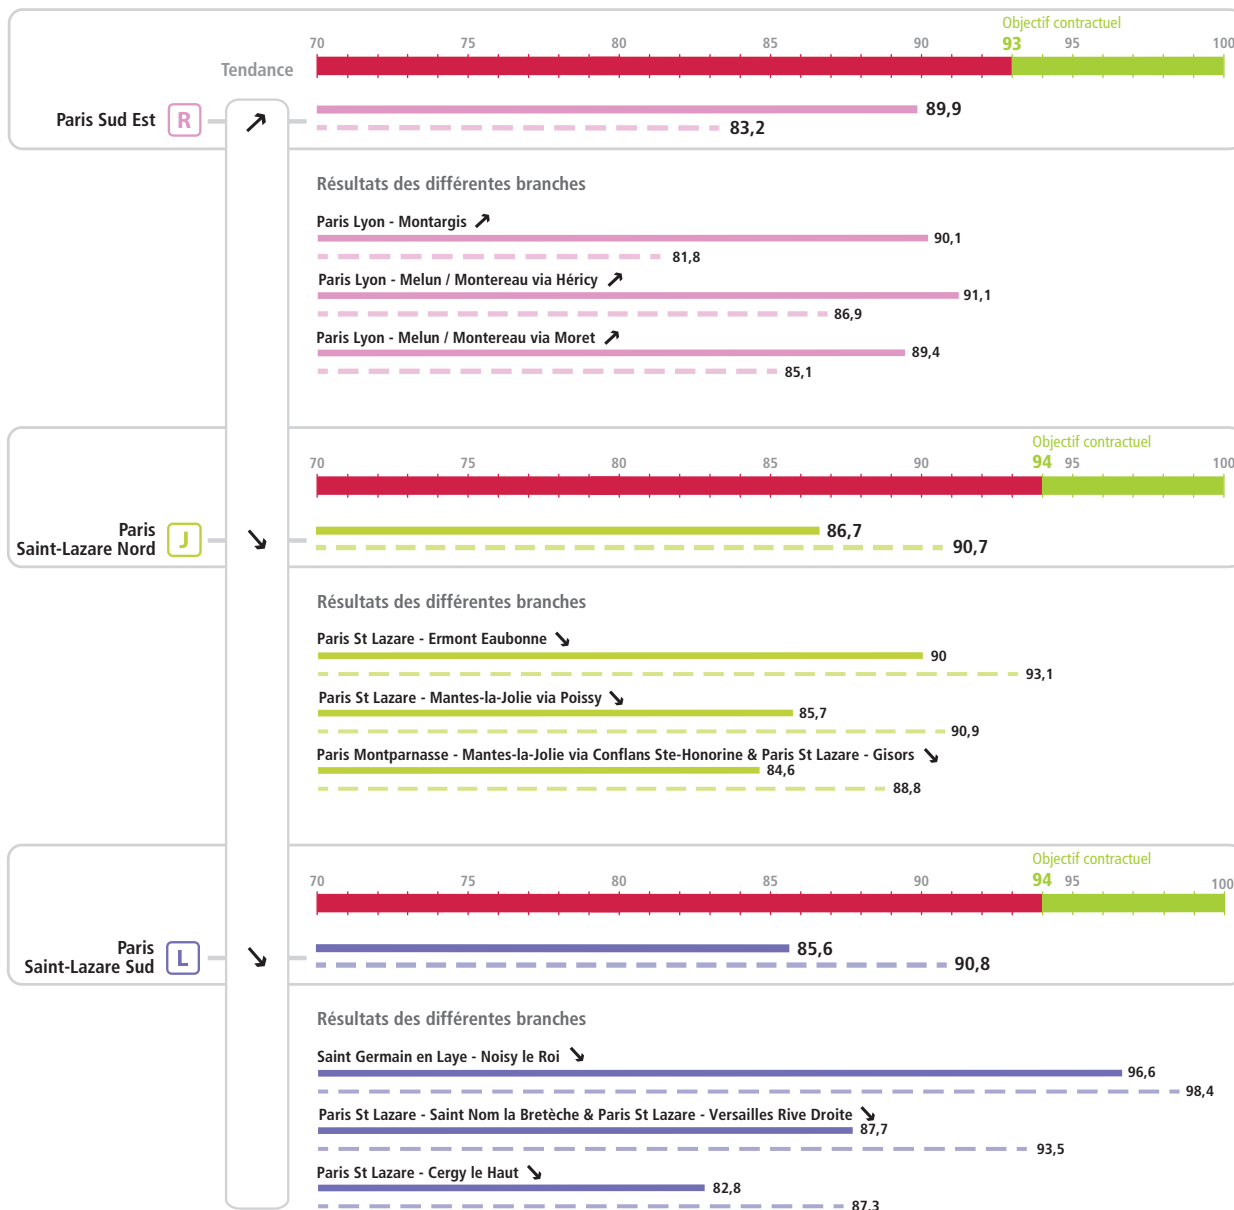 Objectif contractuel
70 75 80 85 90 93 95 100
Tendance
Paris Sud Est R ↗ 89,9
83,2
Résultats des différentes branches
Paris Lyon - Montargis ↗
90,1
81,8
Paris Lyon - Melun / Montereau via Héricy ↗
91,1
86,9
Paris Lyon - Melun / Montereau via Moret ↗
89,4
85,1
Objectif contractuel
70 75 80 85 90 94 95 100
Paris
Saint-Lazare Nord J ↘ 86,7
90,7
Résultats des différentes branches
Paris St Lazare - Ermont Eaubonne ↘
90
93,1
Paris St Lazare - Mantes-la-Jolie via Poissy ↘
85,7
90,9
Paris Montparnasse - Mantes-la-Jolie via Conflans Ste-Honorine & Paris St Lazare - Gisors ↘
84,6
88,8
Objectif contractuel
70 75 80 85 90 94 95 100
Paris
Saint-Lazare Sud L ↘ 85,6
90,8
Résultats des différentes branches
Saint Germain en Laye - Noisy le Roi ↘
96,6
98,4
Paris St Lazare - Saint Nom la Bretèche & Paris St Lazare - Versailles Rive Droite ↘
87,7
93,5
Paris St Lazare - Cergy le Haut ↘
82,8
87,3